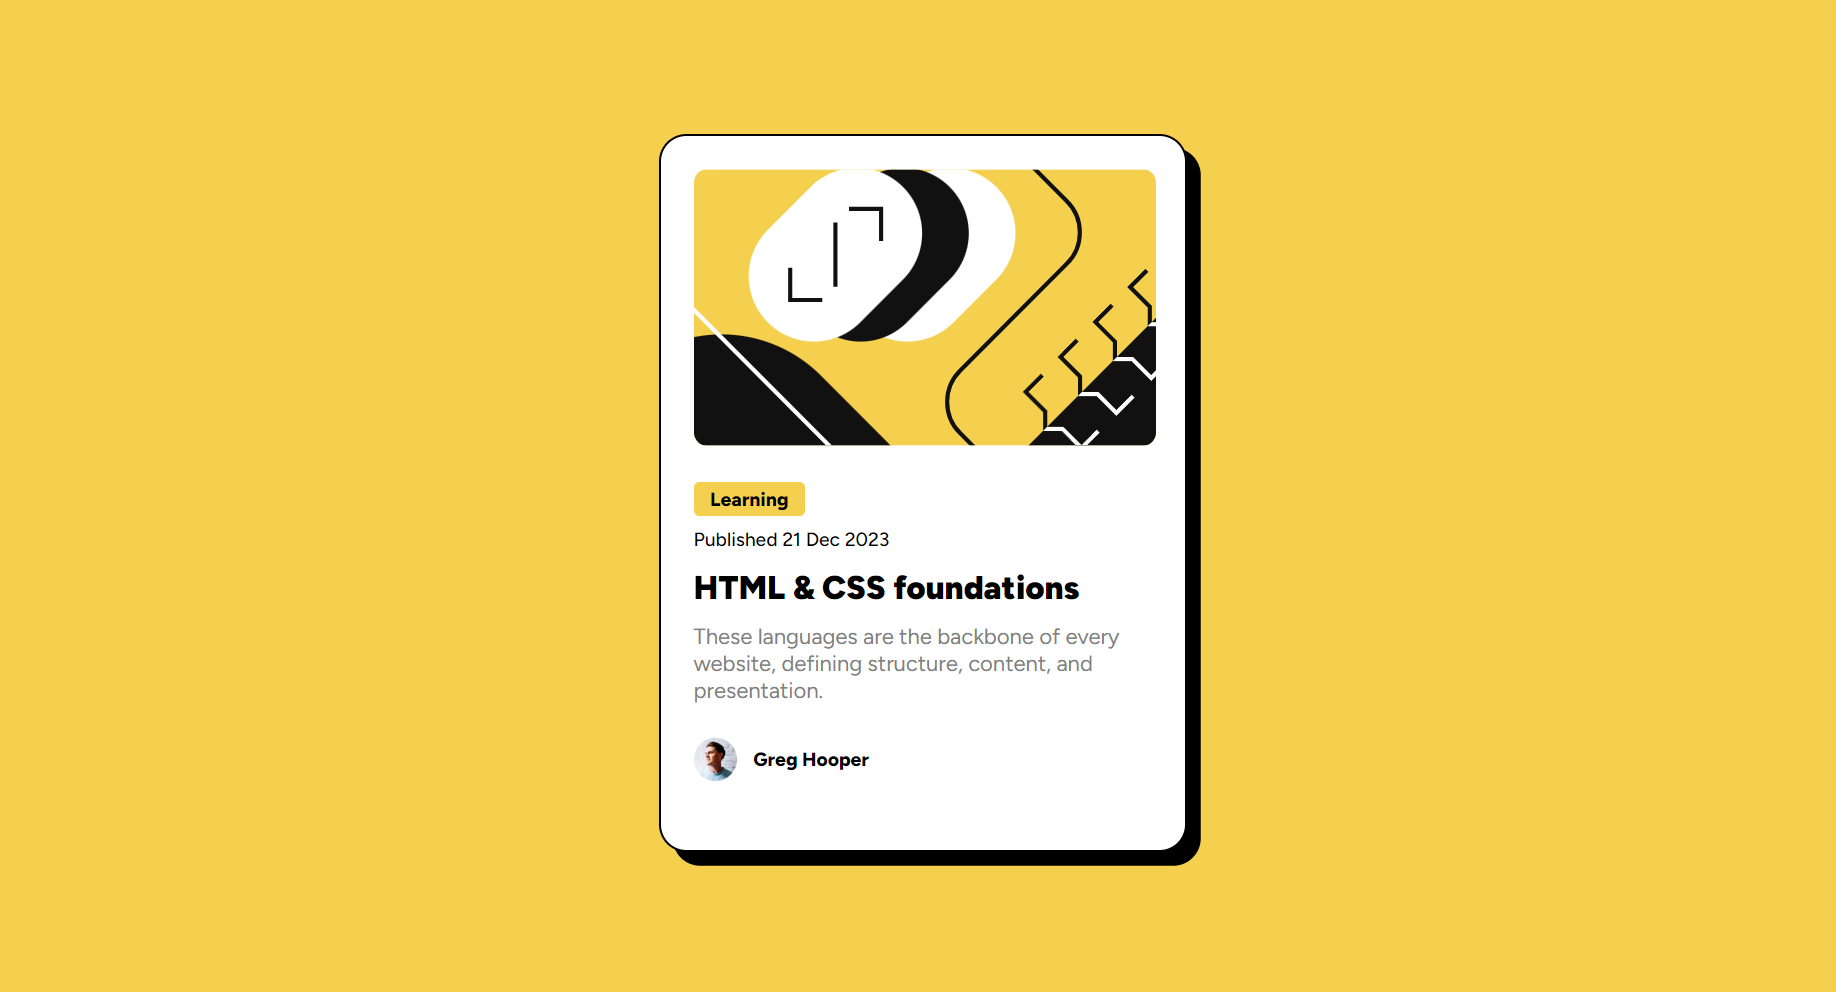 Learning
Published 21 Dec 2023
HTML & CSS foundations
These languages are the backbone of every
website, defining structure, content, and
presentation.
Greg Hooper